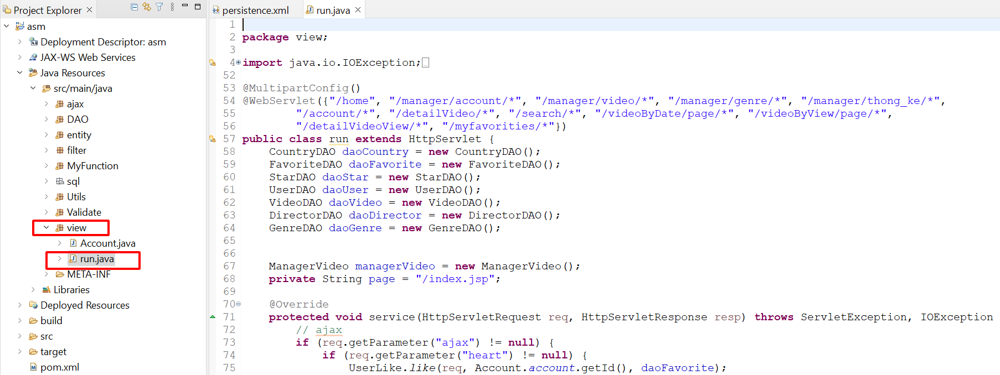 Project Explorer
asm
Deployment Descriptor: asm
JAX-WS Web Services
Java Resources
src/main/java
ajax
DAO
entity
filter
MyFunction
sql
Utils
Validate
view
Account.java
run.java
META-INF
Libraries
Deployed Resources
build
src
target
pom.xml
persistence.xml
run.java
1
2 package view;
3
4 import java.io.IOException;
52
53 @MultipartConfig()
54 @WebServlet({"/home", "/manager/account/*", "/manager/video/*", "/manager/genre/*", "/manager/thong_ke/*",
55 "/account/*", "/detailVideo/*", "/search/*", "/videoByDate/page/*", "/videoByView/page/*",
56 "/detailVideoView/*", "/myfavorities/*"})
57 public class run extends HttpServlet {
58 CountryDAO daoCountry = new CountryDAO();
59 FavoriteDAO daoFavorite = new FavoriteDAO();
60 StarDAO daoStar = new StarDAO();
61 UserDAO daoUser = new UserDAO();
62 VideoDAO daoVideo = new VideoDAO();
63 DirectorDAO daoDirector = new DirectorDAO();
64 GenreDAO daoGenre = new GenreDAO();
65
66
67 ManagerVideo managerVideo = new ManagerVideo();
68 private String page = "/index.jsp";
69
70 @Override
71 protected void service(HttpServletRequest req, HttpServletResponse resp) throws ServletException, IOException
72 // ajax
73 if (req.getParameter("ajax") != null) {
74 if (req.getParameter("heart") != null) {
75 UserLike.like(req, Account.account.getId(), daoFavorite);